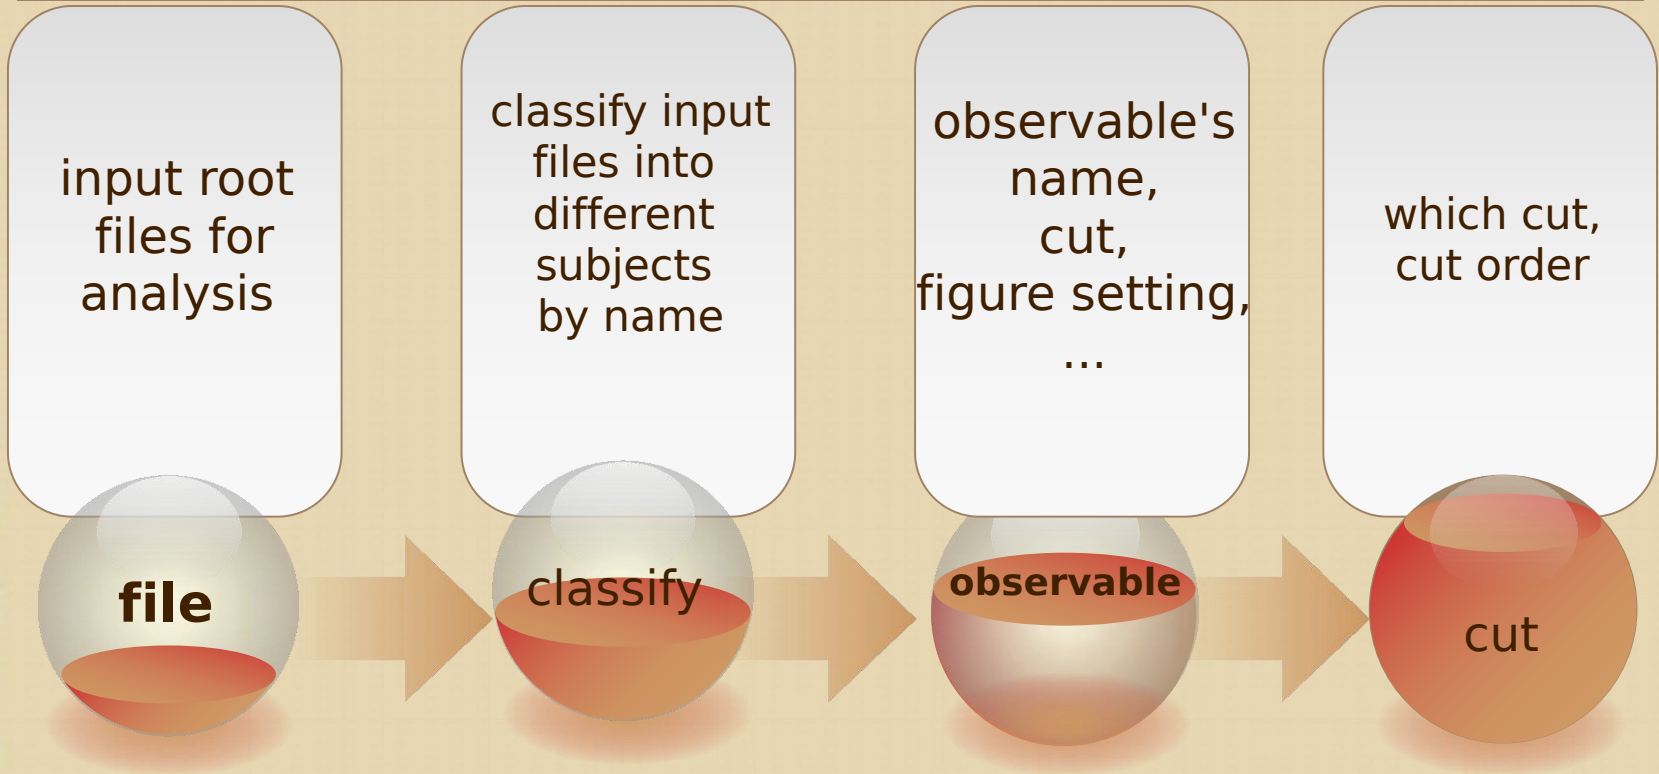 input root
files for
analysis
classify input
files into
different
subjects
by name
observable's
name,
cut,
figure setting,
...
which cut,
cut order
file
classify
observable
cut